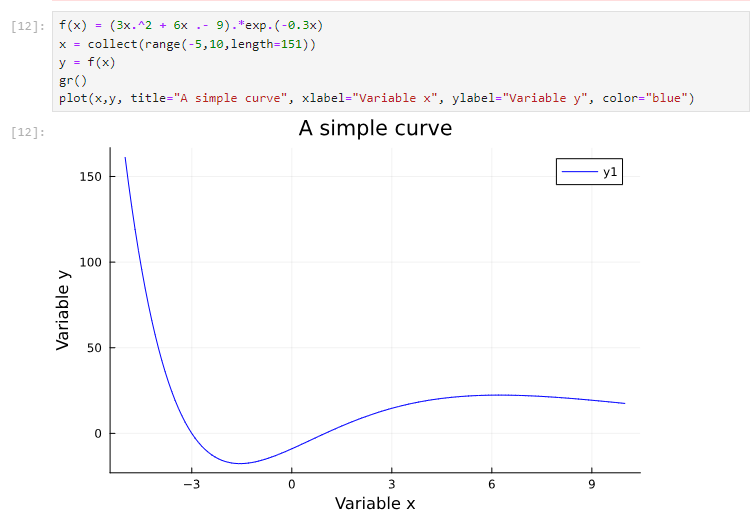 [12]: f(x) = (3x.^2 + 6x .- 9).*exp.(-0.3x)
x = collect(range(-5,10,length=151))
y = f(x)
gr()
plot(x,y, title="A simple curve", xlabel="Variable x", ylabel="Variable y", color="blue")
[12]:
A simple curve
y1
150
100
50
0
Variable y
−3 0 3 6 9
Variable x